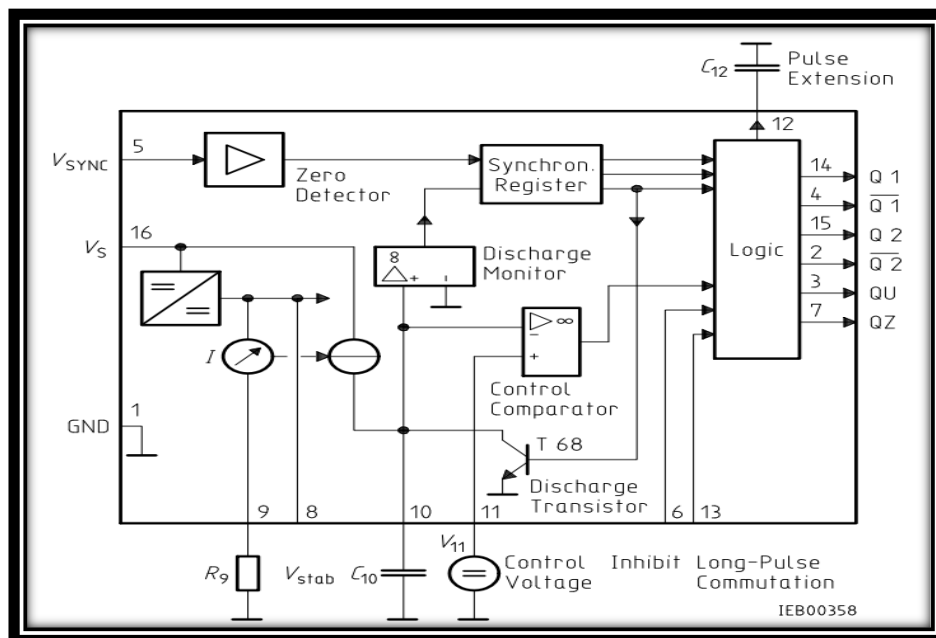 C12
Pulse
Extension
12
5
VSYNC
Zero
Detector
Synchron.
Register
14
Q 1
4
Q̅ 1̅
15
Q 2
2
Q̅ 2̅
3
QU
7
QZ
Logic
16
VS
8
+
-
Discharge
Monitor
I
∞
-
+
Control
Comparator
1
GND
T 68
Discharge
Transistor
9
8
10
11
6
13
R9
Vstab
C10
V11
Control
Voltage
Inhibit
Long-Pulse
Commutation
IEB00358